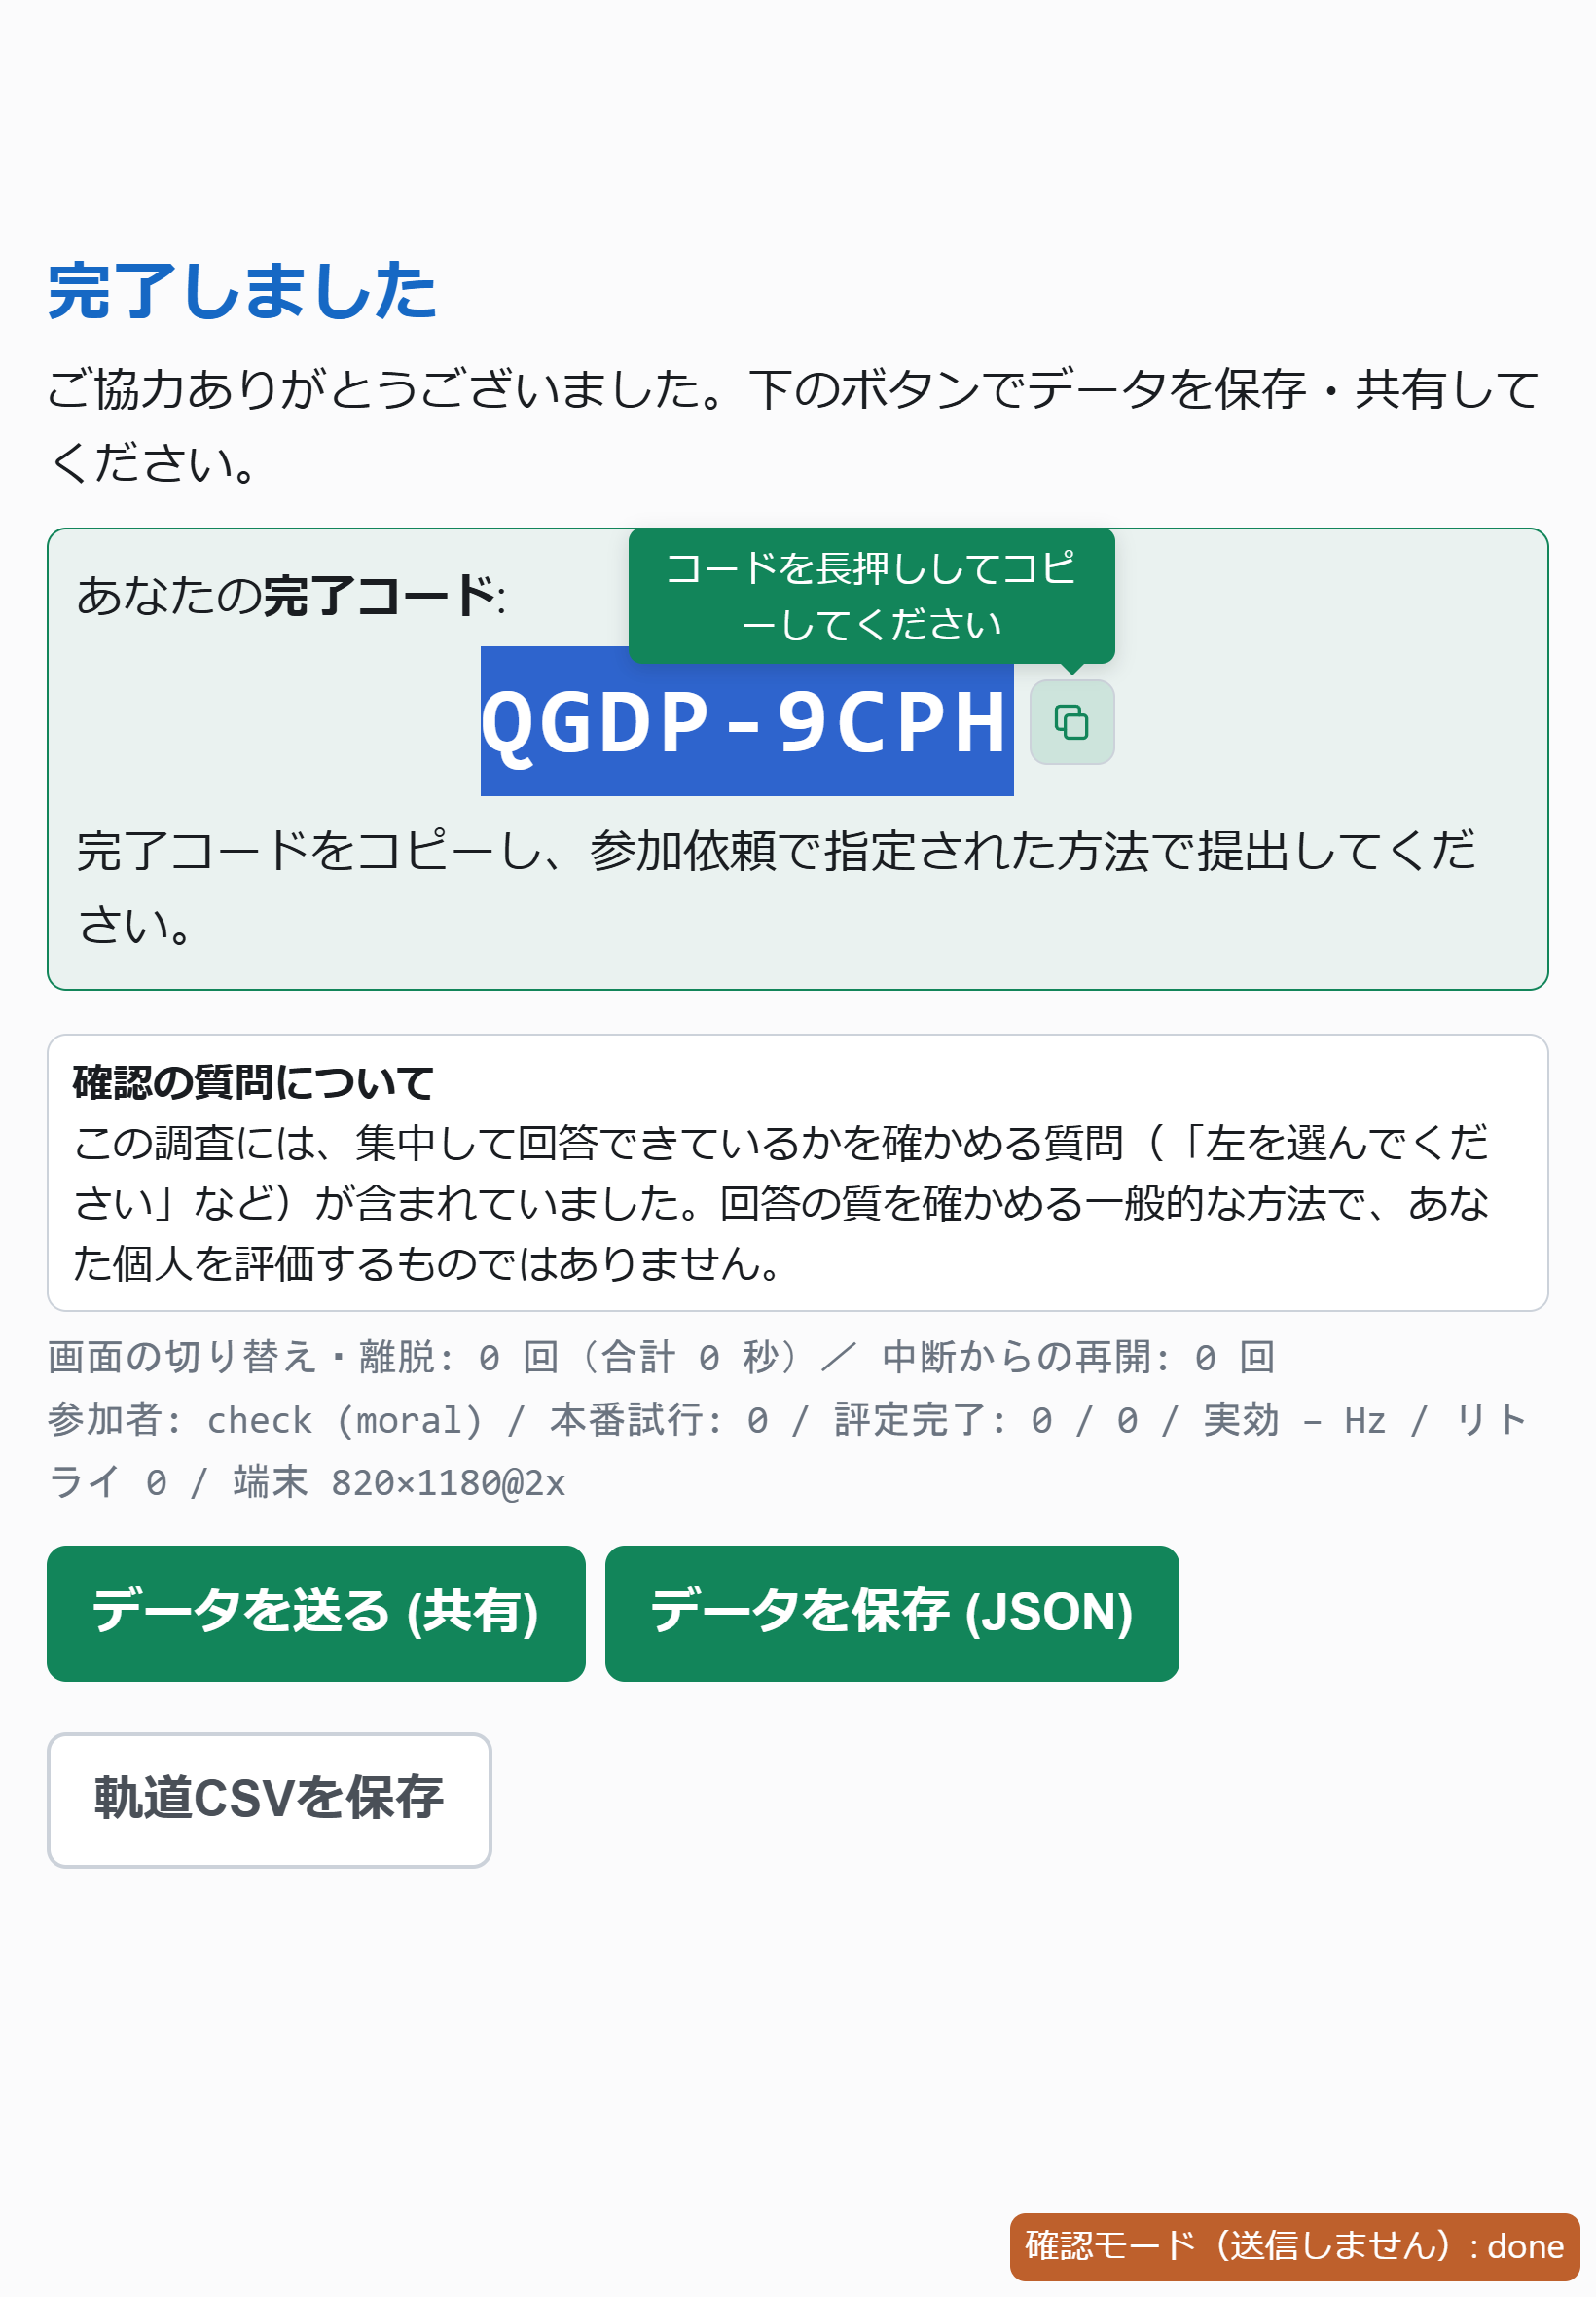 完了しました
ご協力ありがとうございました。下のボタンでデータを保存・共有して
ください。
あなたの完了コード:
コードを長押ししてコピ
ーしてください
QGDP-9CPH
完了コードをコピーし、参加依頼で指定された方法で提出してくだ
さい。
確認の質問について
この調査には、集中して回答できているかを確かめる質問（「左を選んでくだ
さい」など）が含まれていました。回答の質を確かめる一般的な方法で、あな
た個人を評価するものではありません。
画面の切り替え・離脱: 0 回（合計 0 秒）／ 中断からの再開: 0 回
参加者: check (moral) / 本番試行: 0 / 評定完了: 0 / 0 / 実効 – Hz / リト
ライ 0 / 端末 820×1180@2x
データを送る (共有)
データを保存 (JSON)
軌道CSVを保存
確認モード（送信しません）: done